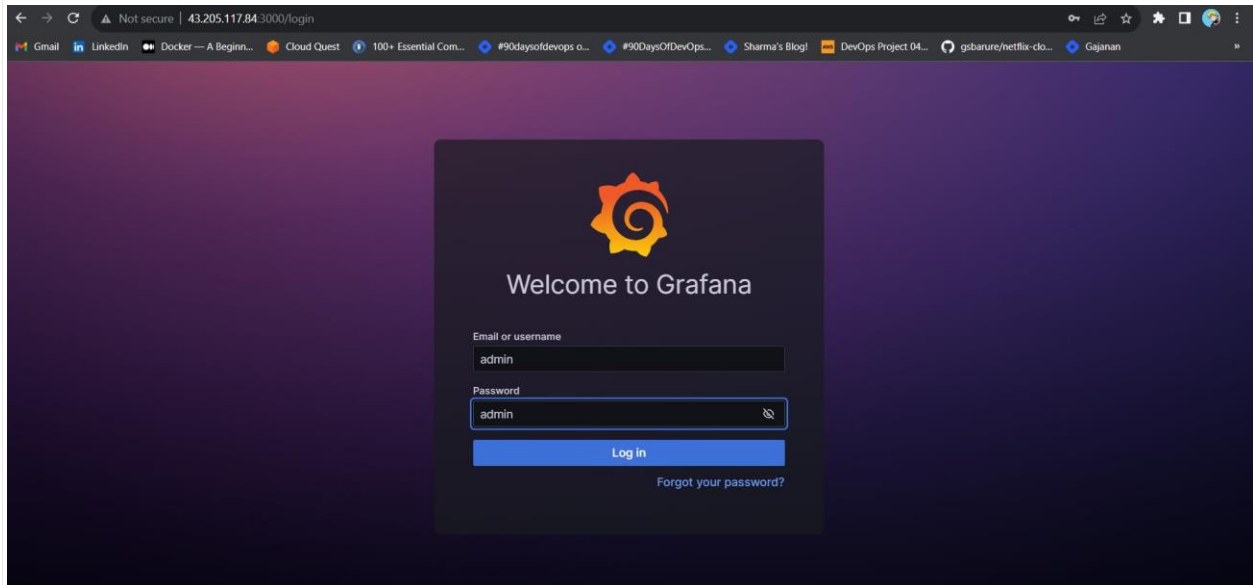 Not secure | 43.205.117.84:3000/login
Gmail LinkedIn Docker — A Beginn... Cloud Quest 100+ Essential Com... #90daysofdevops o... #90DaysOfDevOps... Sharma's Blog! DevOps Project 04... gsbarure/netflix-clo... Gajanan »
Welcome to Grafana
Email or username
admin
Password
admin
Log in
Forgot your password?